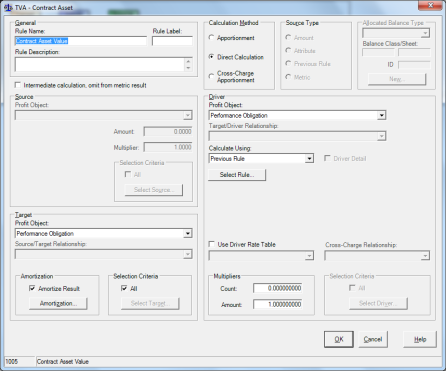 TVA - Contract Asset
General
Rule Name:
Rule Label:
Contract Asset Value
Rule Description:
Intermediate calculation, omit from metric result
Calculation Method
Apportionment
Direct Calculation
Cross-Charge
Apportionment
Source Type
Amount
Attribute
Previous Rule
Metric
Allocated Balance Type
Balance Class/Sheet:
ID
New...
Source
Profit Object:
Amount: 0.0000
Multiplier: 1.0000
Selection Criteria
All
Select Source...
Driver
Profit Object:
Performance Obligation
Target/Driver Relationship:
Calculate Using:
Previous Rule
Driver Detail
Select Rule...
Target
Profit Object:
Performance Obligation
Source/Target Relationship:
Amortization
Amortize Result
Amortization...
Selection Criteria
All
Select Target...
Use Driver Rate Table
Cross-Charge Relationship:
Multipliers
Count: 0.000000000
Amount: 1.000000000
Selection Criteria
All
Select Driver...
OK
Cancel
Help
1005 Contract Asset Value